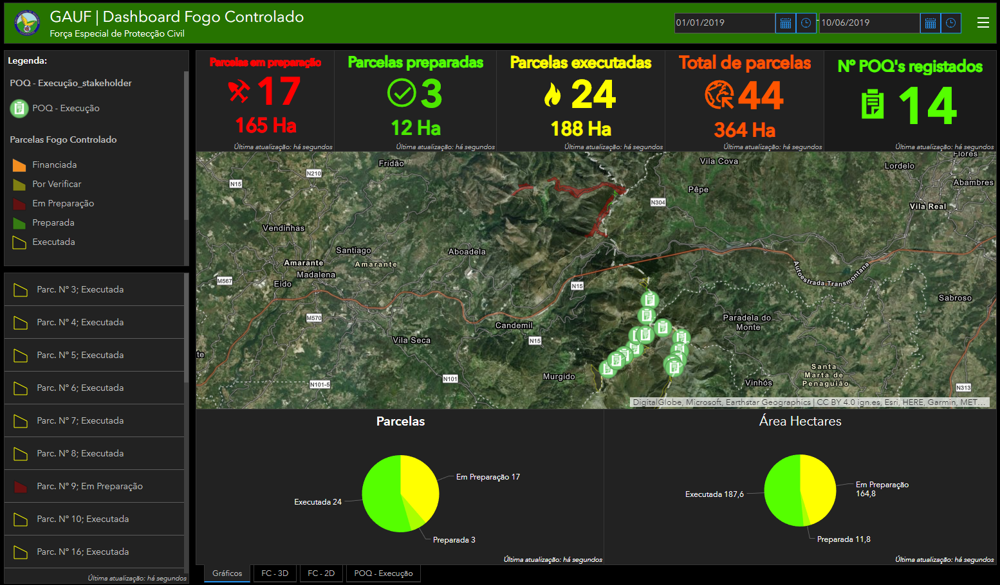 GAUF | Dashboard Fogo Controlado
Força Especial de Protecção Civil
01/01/2019
-
10/06/2019
Legenda:
POQ - Execução_stakeholder
POQ - Execução
Parcelas Fogo Controlado
Financiada
Por Verificar
Em Preparação
Preparada
Executada
Parc. Nº 3; Executada
Parc. Nº 4; Executada
Parc. Nº 5; Executada
Parc. Nº 6; Executada
Parc. Nº 7; Executada
Parc. Nº 8; Executada
Parc. Nº 9; Em Preparação
Parc. Nº 10; Executada
Parc. Nº 16; Executada
Última atualização: há segundos
Parcelas em preparação
17
165 Ha
Última atualização: há segundos
Parcelas preparadas
3
12 Ha
Última atualização: há segundos
Parcelas executadas
24
188 Ha
Última atualização: há segundos
Total de parcelas
44
364 Ha
Última atualização: há segundos
Nº POQ's registados
14
Última atualização: há segundos
Flores
Fridão
Vila Cova
Lordelo
N210
N15
Abambres
Pêpe
N304
Vila Real
Vendinhas
Santiago
Aboadela
Amarante
Amarante
Madalena
Autoestrada Transmontana
M567
Eido
N15
Sabroso
M570
Paradela do
Monte
Candemil
Vila Seca
N15
te
Santa
Marta de
Penaguião
Murgido
N101
Vinhós
N101-5
N313
DigitalGlobe, Microsoft, Earthstar Geographics | CC BY 4.0 ign.es, Esri, HERE, Garmin, MET...
Parcelas
Em Preparação 17
Executada 24
Preparada 3
Última atualização: há segundos
Área Hectares
Em Preparação
164,8
Executada 187,6
Preparada 11,8
Última atualização: há segundos
Gráficos
FC - 3D
FC - 2D
POQ - Execução